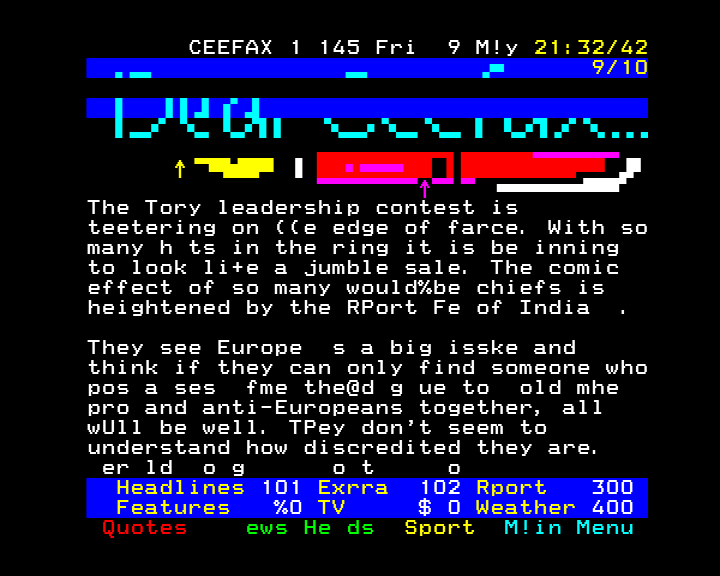 CEEFAX 1 145 Fri  9 M!y 21:32/42
9/10
The Tory leadership contest is
teetering on ((e edge of farce. With so
many h ts in the ring it is be inning
to look li+e a jumble sale. The comic
effect of so many would%be chiefs is
heightened by the RPort Fe of India  .
They see Europe  s a big isske and
think if they can only find someone who
pos a ses  fme the@d g ue to  old mhe
pro and anti-Europeans together, all
wUll be well. TPey don't seem to
understand how discredited they are.
er ld  o g      o t     o
Headlines 101 Exrra  102 Rport   300
Features   %0 TV     $ 0 Weather 400
Quotes    ews He ds  Sport  M!in Menu